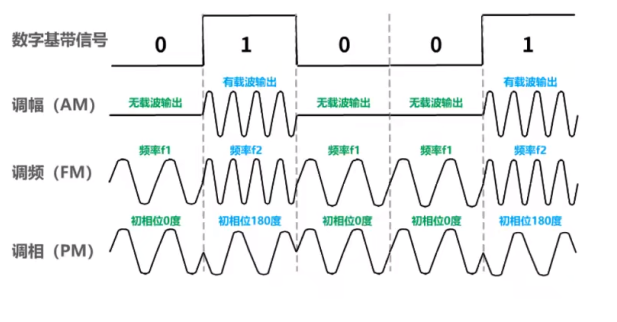 数字基带信号
0 1 0 0 1
有载波输出 有载波输出
调幅（AM） 无载波输出 无载波输出 无载波输出
频率f1 频率f2 频率f1 频率f1 频率f2
调频（FM）
初相位0度 初相位180度 初相位0度 初相位0度 初相位180度
调相（PM）